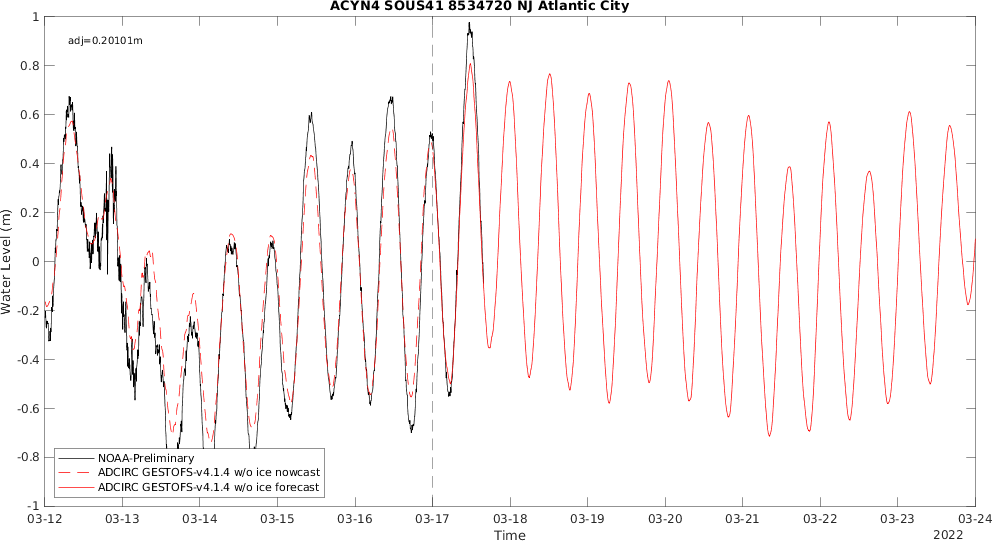 ACYN4 SOUS41 8534720 NJ Atlantic City
adj=0.20101m
1
0.8
0.6
0.4
0.2
0
-0.2
-0.4
-0.6
-0.8
-1
Water Level (m)
NOAA-Preliminary
ADCIRC GESTOFS-v4.1.4 w/o ice nowcast
ADCIRC GESTOFS-v4.1.4 w/o ice forecast
03-12 03-13 03-14 03-15 03-16 03-17 03-18 03-19 03-20 03-21 03-22 03-23 03-24
Time
2022